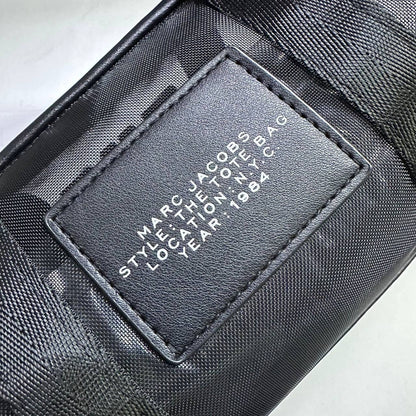 MARC JACOBS
STYLE: THE TOTE BAG
LOCATION: N.Y.C
YEAR: 1984